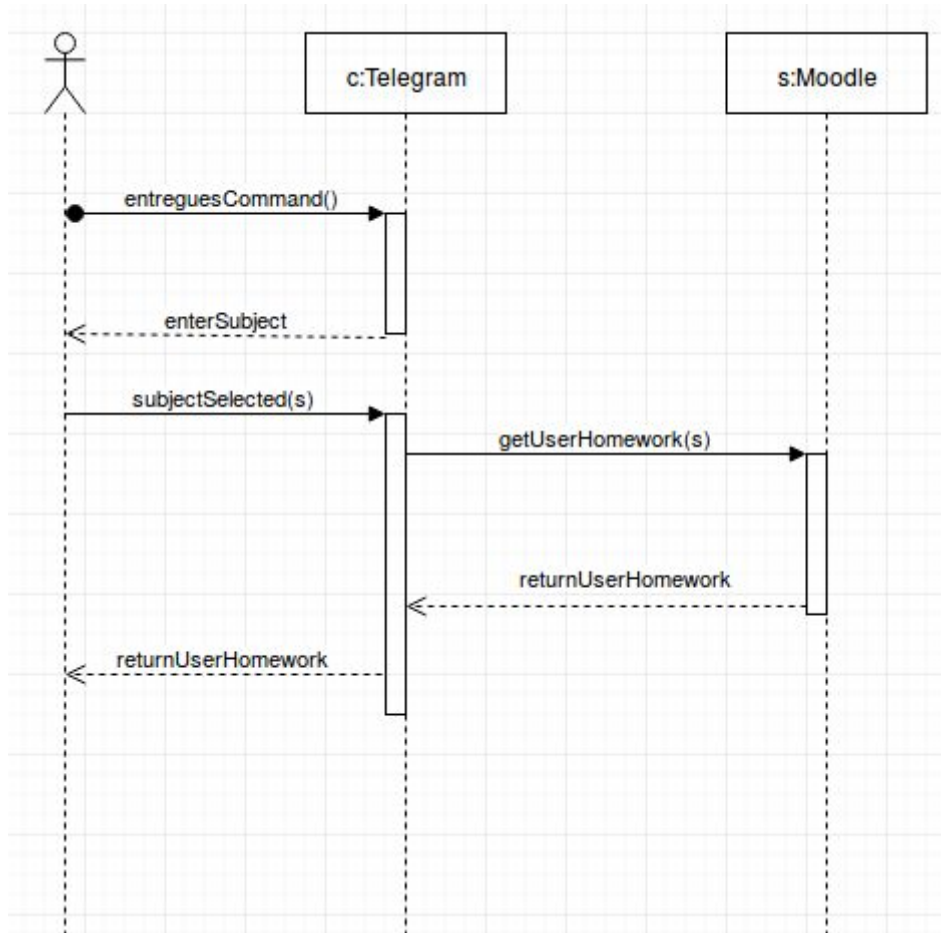 c:Telegram
s:Moodle
entreguesCommand()
enterSubject
subjectSelected(s)
getUserHomework(s)
returnUserHomework
returnUserHomework